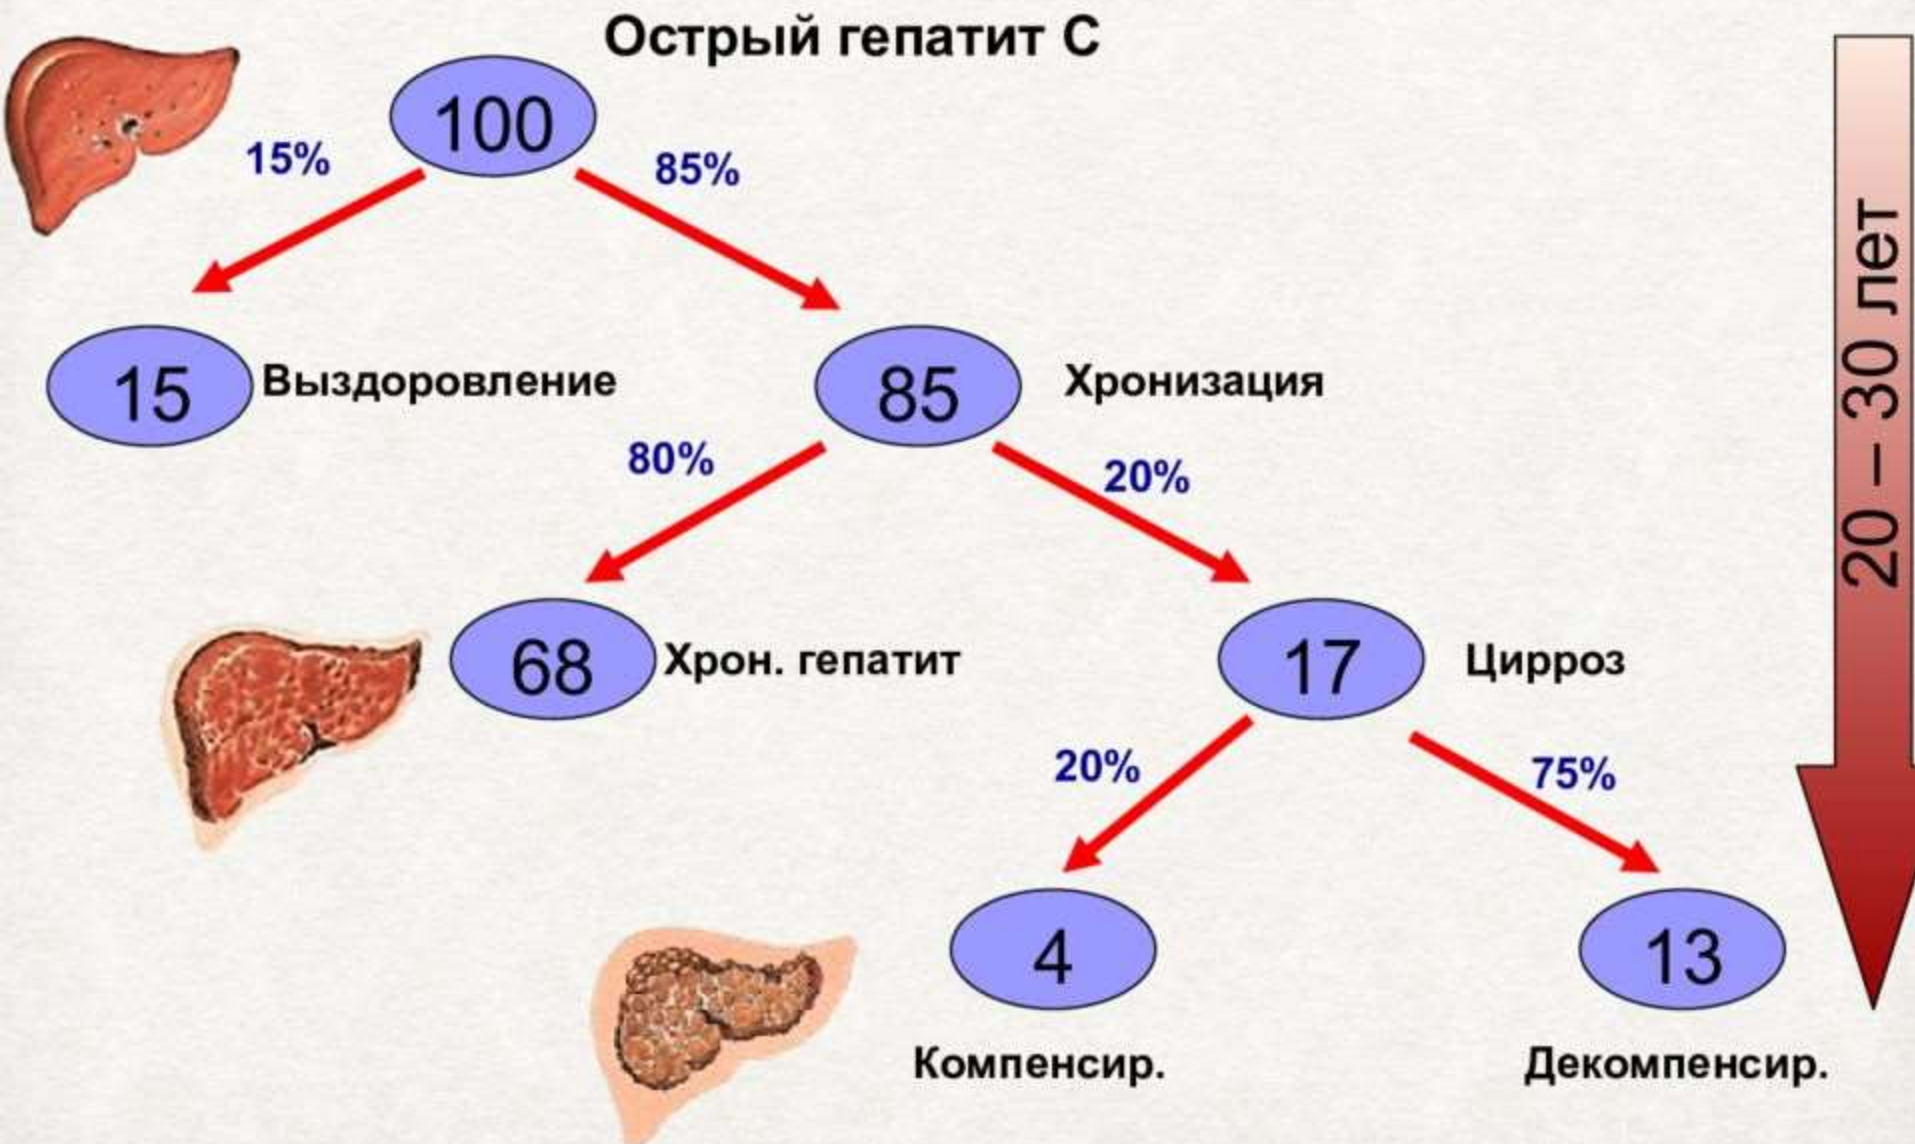 Острый гепатит С
100
15%
85%
15
Выздоровление
85
Хронизация
80%
20%
68
Хрон. гепатит
17
Цирроз
20%
75%
4
13
Компенсир.
Декомпенсир.
20 – 30 лет